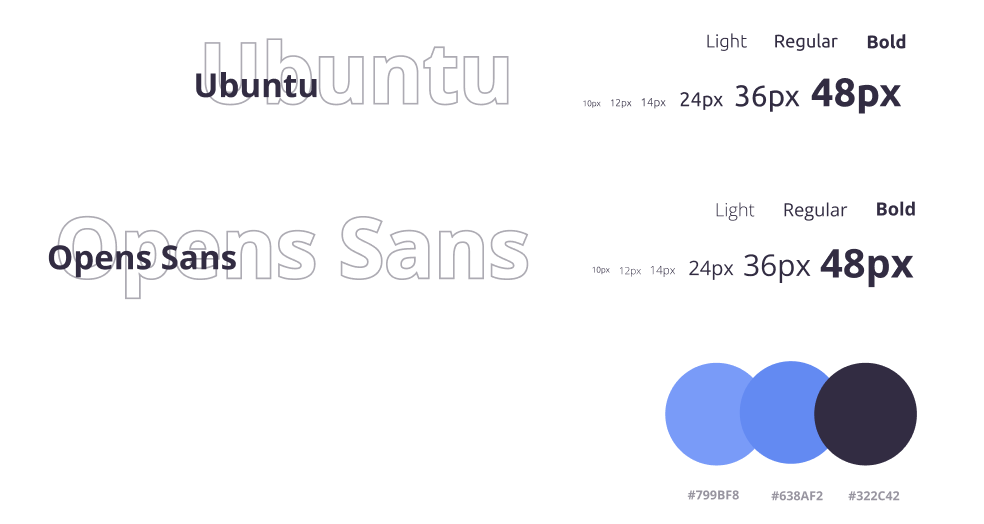 Ubuntu
Ubuntu
Light Regular Bold
10px 12px 14px 24px 36px 48px
Opens Sans
Opens Sans
Light Regular Bold
10px 12px 14px 24px 36px 48px
#799BF8 #638AF2 #322C42